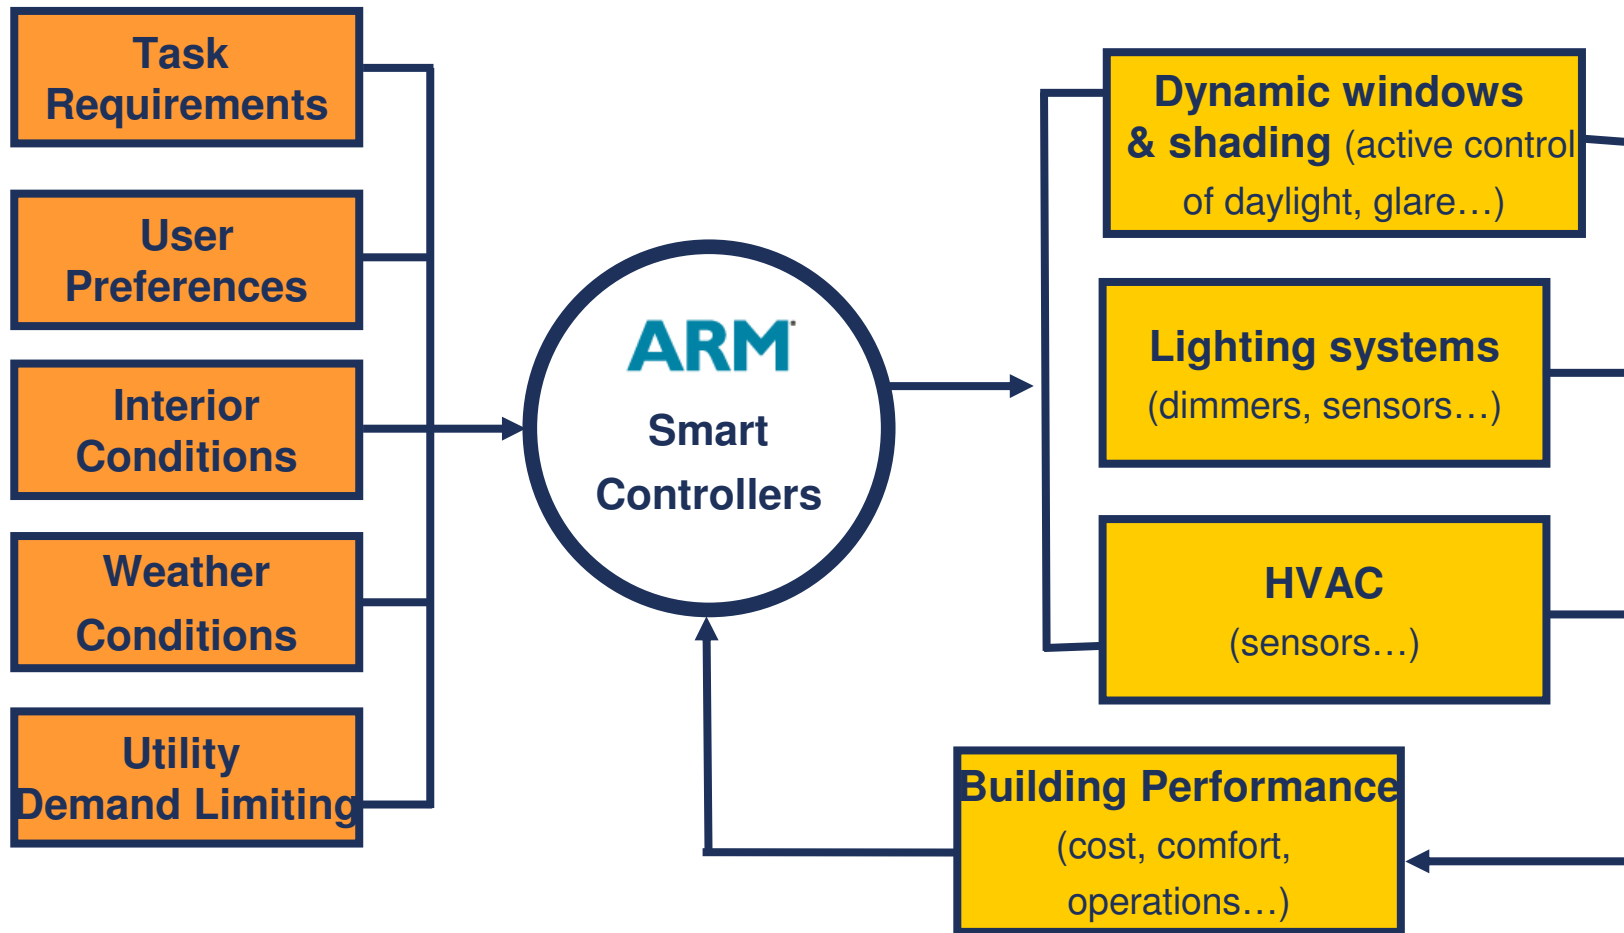 Task
Requirements
User
Preferences
Interior
Conditions
Weather
Conditions
Utility
Demand Limiting
ARM
Smart
Controllers
Dynamic windows
& shading (active control
of daylight, glare…)
Lighting systems
(dimmers, sensors…)
HVAC
(sensors…)
Building Performance
(cost, comfort,
operations…)